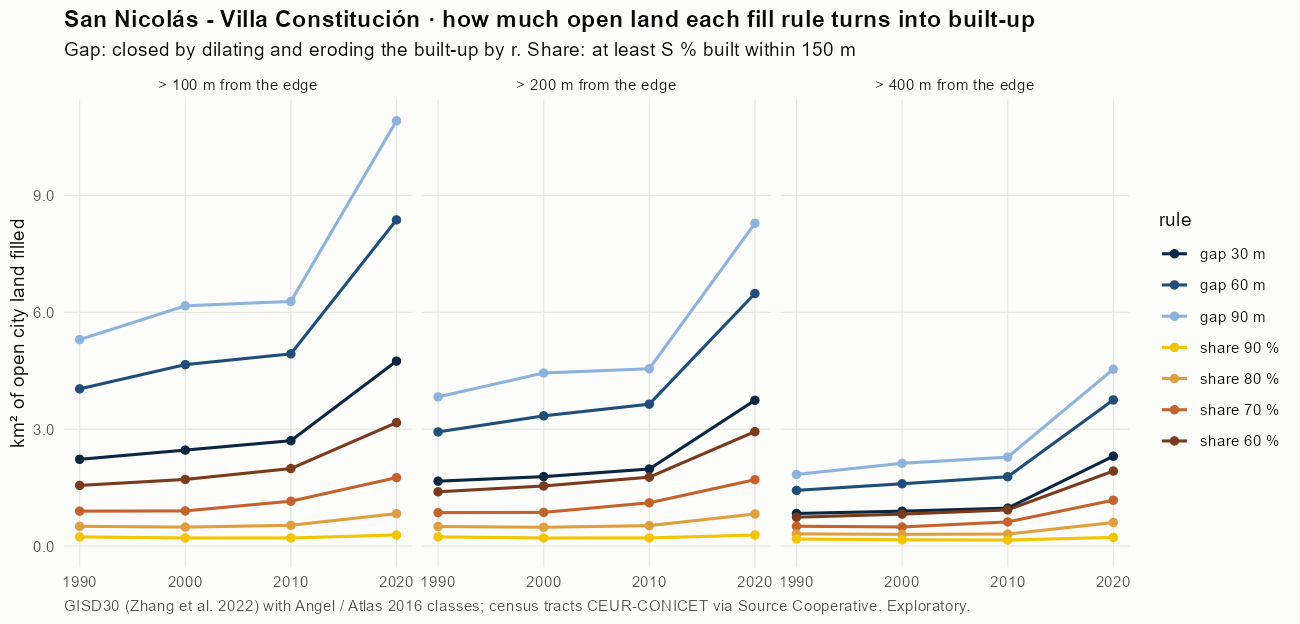 San Nicolás - Villa Constitución · how much open land each fill rule turns into built-up
Gap: closed by dilating and eroding the built-up by r. Share: at least S % built within 150 m
> 100 m from the edge
> 200 m from the edge
> 400 m from the edge
km² of open city land filled
9.0
6.0
3.0
0.0
1990 2000 2010 2020
1990 2000 2010 2020
1990 2000 2010 2020
rule
gap 30 m
gap 60 m
gap 90 m
share 90 %
share 80 %
share 70 %
share 60 %
GISD30 (Zhang et al. 2022) with Angel / Atlas 2016 classes; census tracts CEUR-CONICET via Source Cooperative. Exploratory.